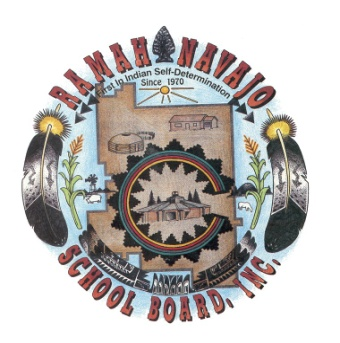 RAMAH NAVAJO
First In Indian Self-Determination
Since 1970
SCHOOL BOARD, INC.